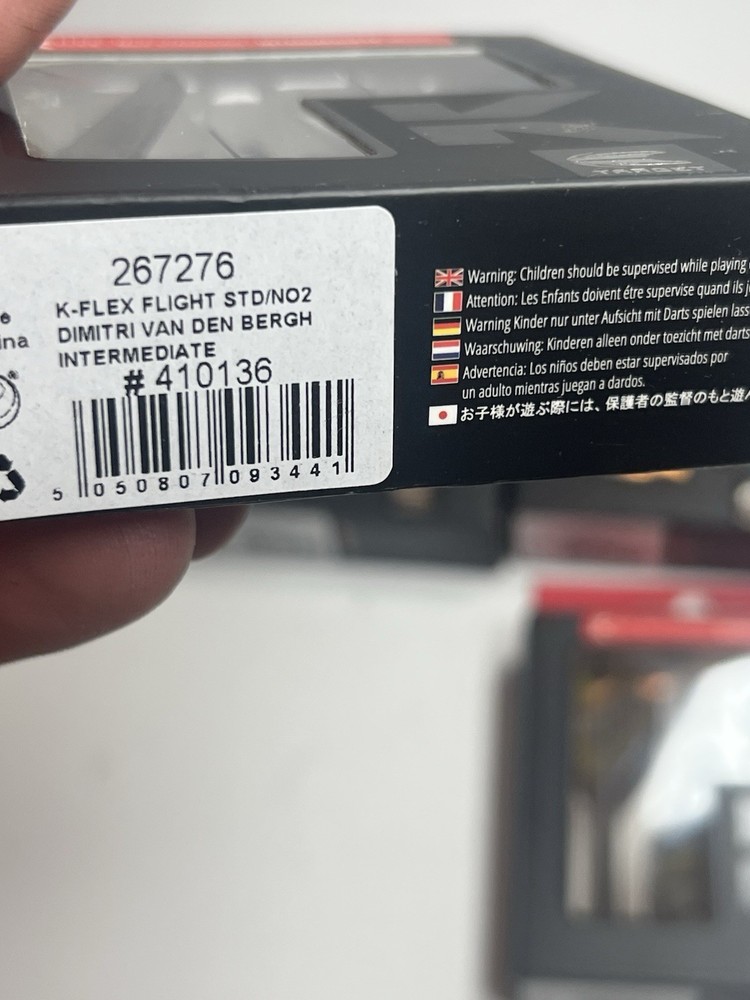 TARGET
267276
K-FLEX FLIGHT STD/NO2
DIMITRI VAN DEN BERGH
INTERMEDIATE
# 410136
5 050807 093441
Warning: Children should be supervised while playing
Attention: Les Enfants doivent étre supervise quand ils
Warning Kinder nur unter Aufsicht mit Darts spielen
Waarschuwing: Kinderen alleen onder toezicht met darts
Advertencia: Los niños deben estar supervisados por
un adulto mientras juegan a dardos.
お子様が遊ぶ際には、保護者の監督のもと遊